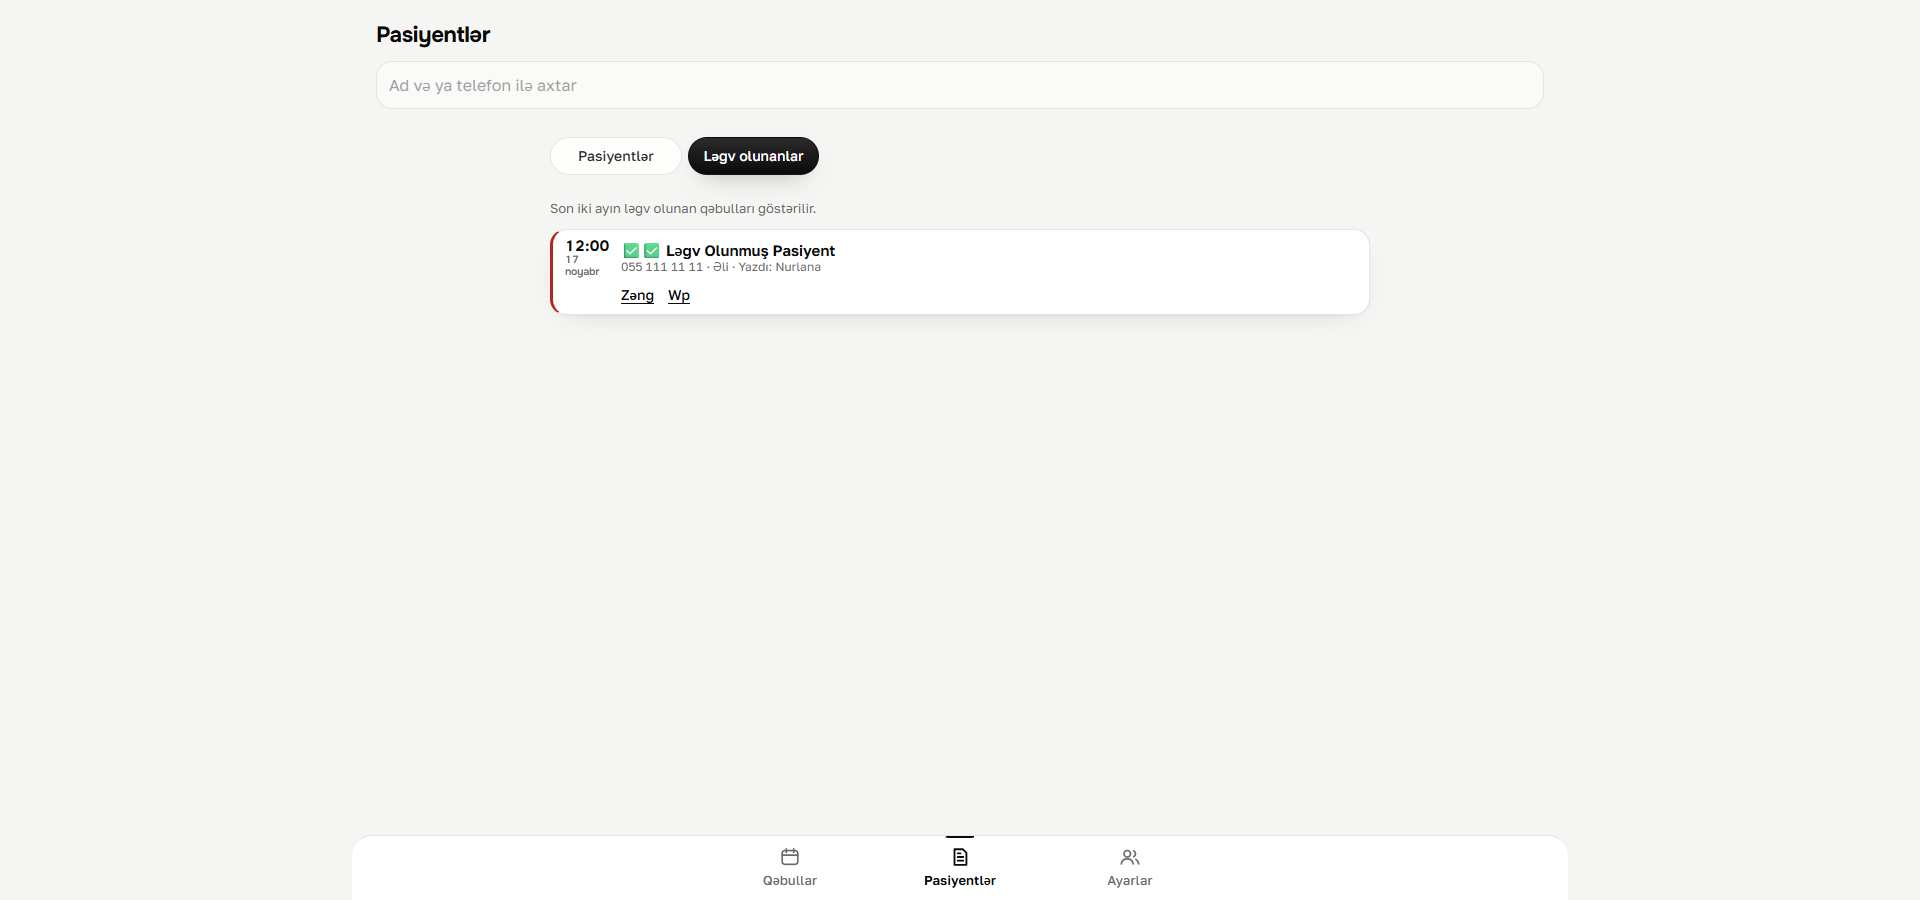 Pasiyentlər
Ad və ya telefon ilə axtar
Pasiyentlər
Ləgv olunanlar
Son iki ayın ləgv olunan qəbulları göstərilir.
12:00
17
noyabr
✅✅ Ləgv Olunmuş Pasiyent
055 111 11 11 · Əli · Yazdı: Nurlana
Zəng Wp
Qəbullar
Pasiyentlər
Ayarlar